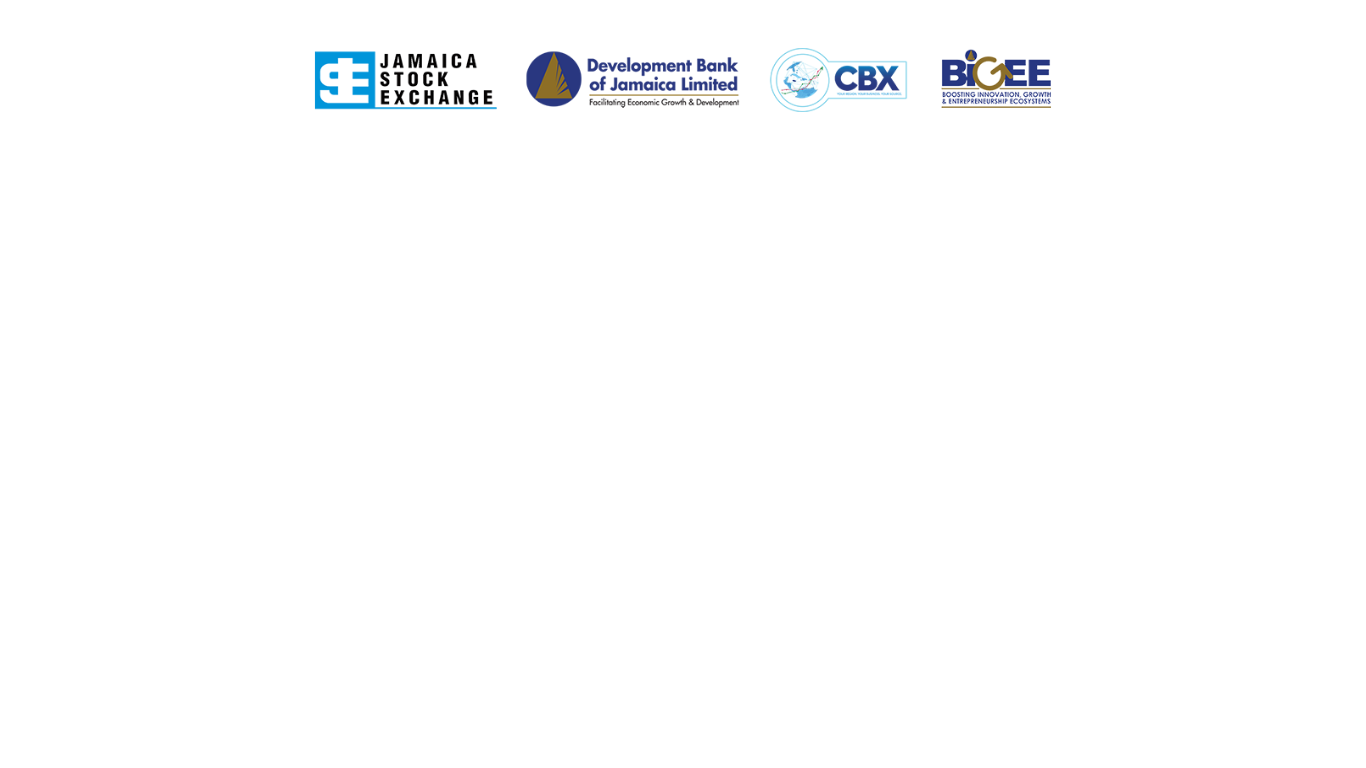 JAMAICA
STOCK
EXCHANGE
Development Bank
of Jamaica Limited
Facilitating Economic Growth & Development
CBX
BiGEE
BOOSTING INNOVATION, GROWTH
& ENTREPRENEURSHIP ECOSYSTEMS